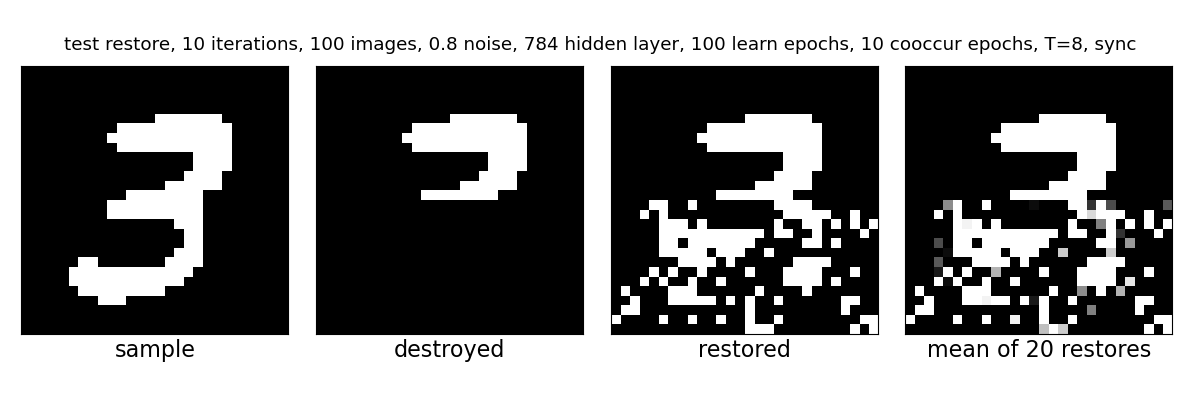 test restore, 10 iterations, 100 images, 0.8 noise, 784 hidden layer, 100 learn epochs, 10 cooccur epochs, T=8, sync
sample
destroyed
restored
mean of 20 restores